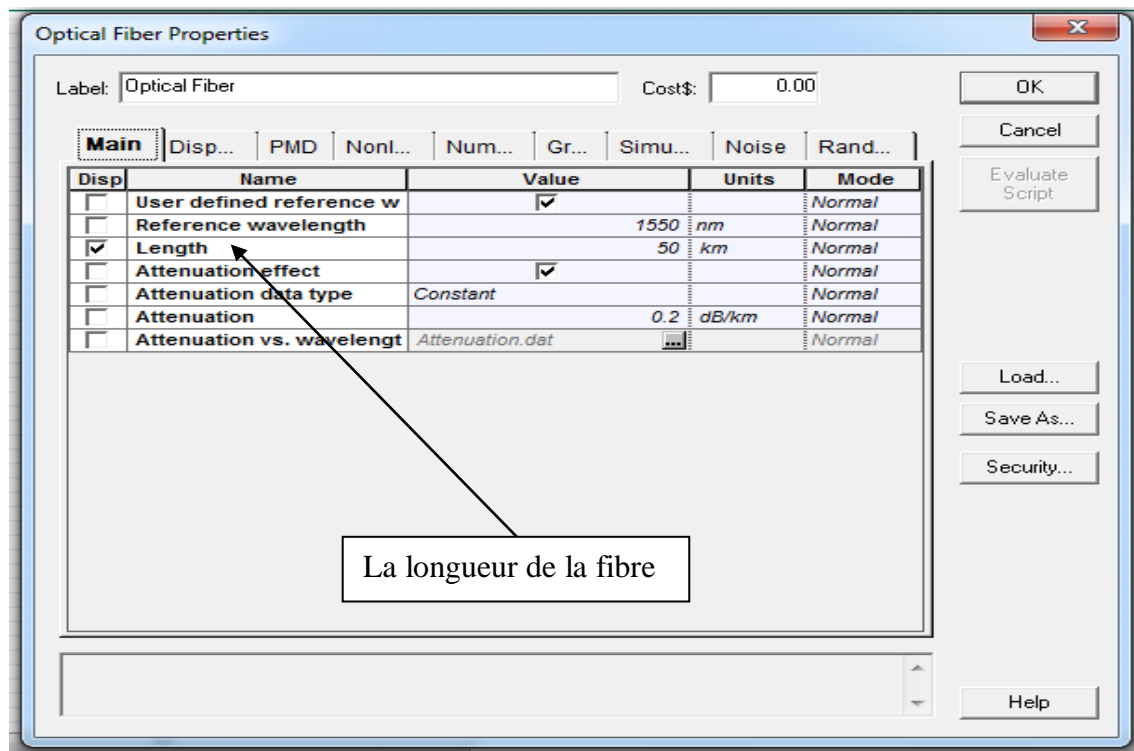 Optical Fiber Properties
Label: Optical Fiber Cost$: 0.00
OK
Cancel
Evaluate Script
Main Disp... PMD Nonl... Num... Gr... Simu... Noise Rand...
Disp Name Value Units Mode
User defined reference w Normal
Reference wavelength 1550 nm Normal
Length 50 km Normal
Attenuation effect Normal
Attenuation data type Constant Normal
Attenuation 0.2 dB/km Normal
Attenuation vs. wavelengt Attenuation.dat ... Normal
Load...
Save As...
Security...
La longueur de la fibre
Help